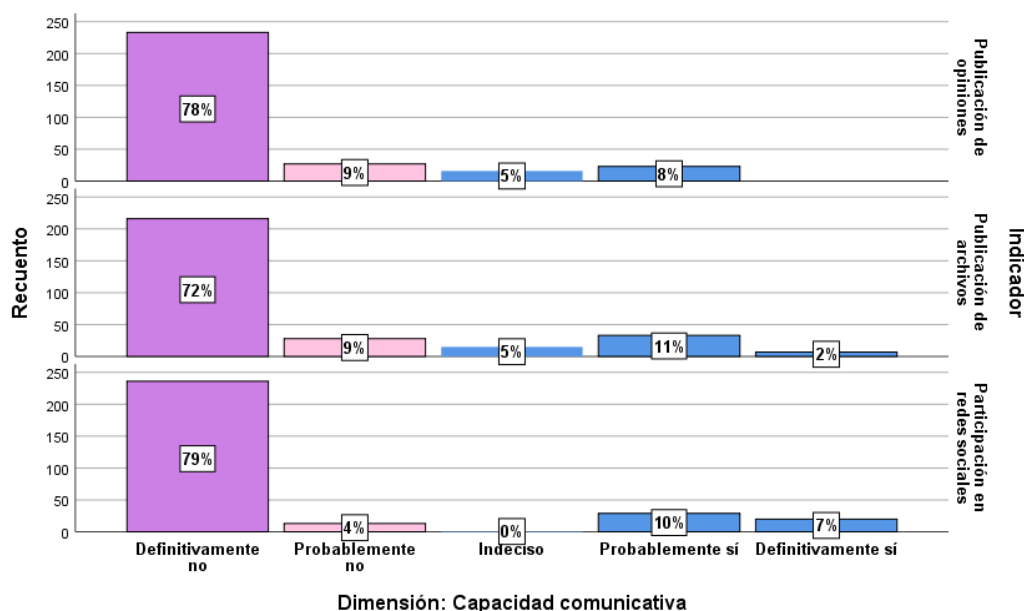 250
200
150
100
50
0
78%
9%
5%
8%
Publicación de
opiniones
250
200
150
100
50
0
72%
9%
5%
11%
2%
Publicación de
archivos
250
200
150
100
50
0
79%
4%
0%
10%
7%
Participación en
redes sociales
Recuento
Indicador
Definitivamente
no
Probablemente
no
Indeciso
Probablemente sí
Definitivamente sí
Dimensión: Capacidad comunicativa